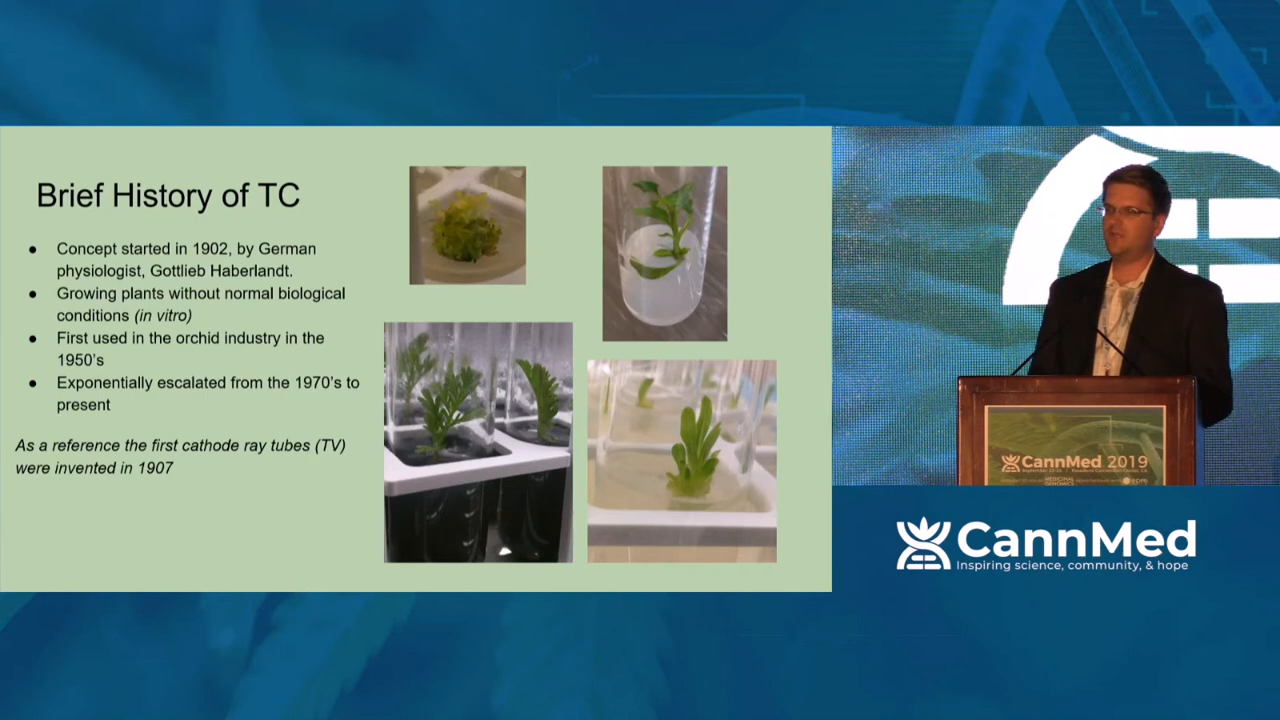 Brief History of TC
● Concept started in 1902, by German
physiologist, Gottlieb Haberlandt.
● Growing plants without normal biological
conditions (in vitro)
● First used in the orchid industry in the
1950's
● Exponentially escalated from the 1970's to
present
As a reference the first cathode ray tubes (TV)
were invented in 1907
CannMed 2019
CannMed
Inspiring science, community, & hope